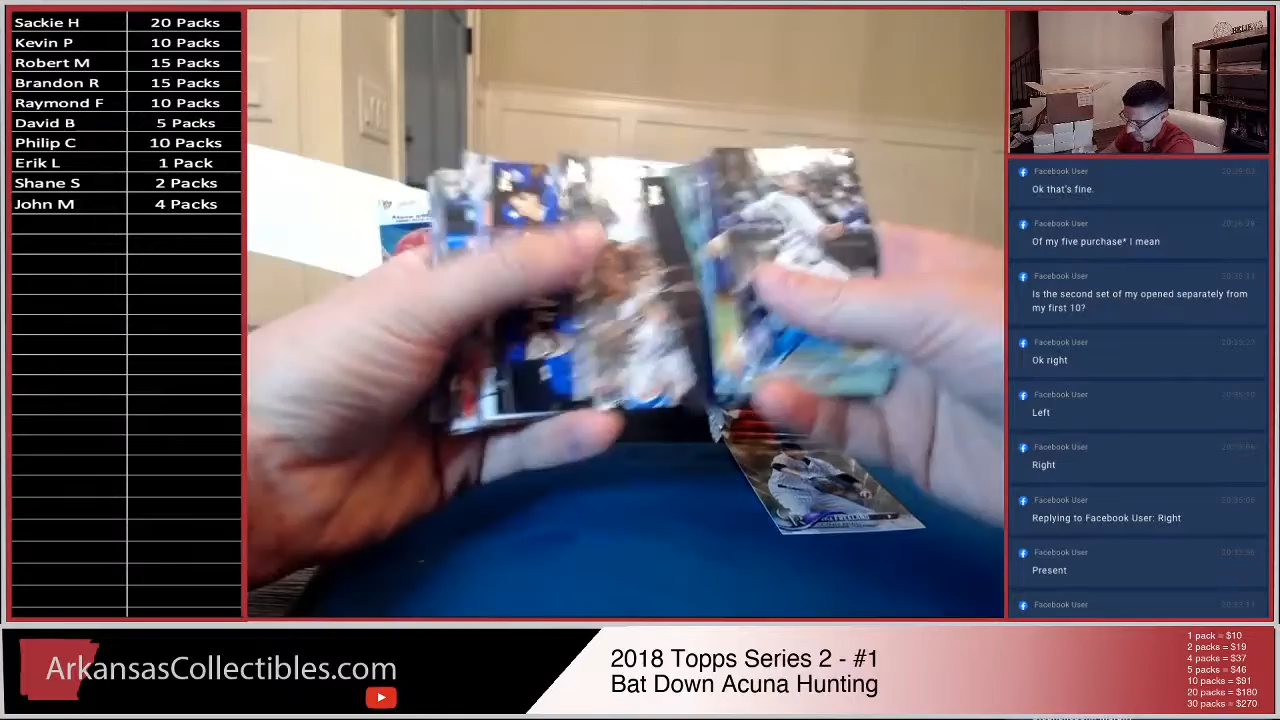 Sackie H 20 Packs
Kevin P 10 Packs
Robert M 15 Packs
Brandon R 15 Packs
Raymond F 10 Packs
David B 5 Packs
Philip C 10 Packs
Erik L 1 Pack
Shane S 2 Packs
John M 4 Packs
Facebook User
Ok that's fine.
Facebook User
Of my five purchase* I mean
Facebook User
Is the second set of my opened separately from
my first 10?
Facebook User
Ok right
Facebook User
Left
Facebook User
Right
Facebook User
Replying to Facebook User: Right
Facebook User
Present
Facebook User
ArkansasCollectibles.com
2018 Topps Series 2 - #1
Bat Down Acuna Hunting
1 pack = $10
2 packs = $19
4 packs = $37
5 packs = $46
10 packs = $91
20 packs = $180
30 packs = $270